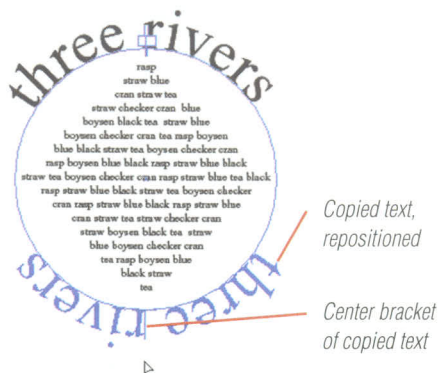 three rivers
rasp
straw blue
cran straw tea
straw checker cran blue
boysen black tea straw blue
boysen checker cran tea rasp boysen
blue black straw tea boysen checker cran
rasp boysen blue black rasp straw blue black
straw tea boysen checker cran rasp straw blue tea black
rasp straw blue black straw tea boysen checker
cran rasp straw blue black rasp straw blue
cran straw tea straw checker cran
straw boysen black tea straw
blue boysen checker cran
tea rasp boysen blue
black straw
tea
three rivers
Copied text,
repositioned
Center bracket
of copied text